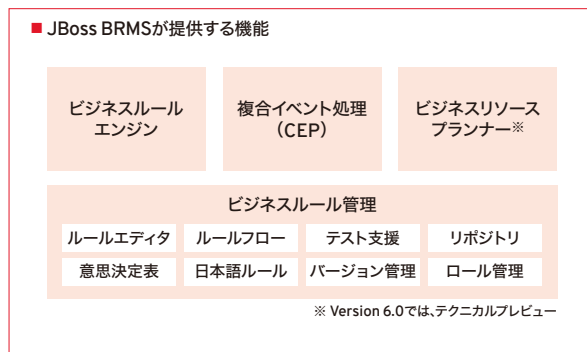 ■ JBoss BRMSが提供する機能
ビジネスルール
エンジン
複合イベント処理
（CEP）
ビジネスリソース
プランナー※
ビジネスルール管理
ルールエディタ
ルールフロー
テスト支援
リポジトリ
意思決定表
日本語ルール
バージョン管理
ロール管理
※ Version 6.0では、テクニカルプレビュー